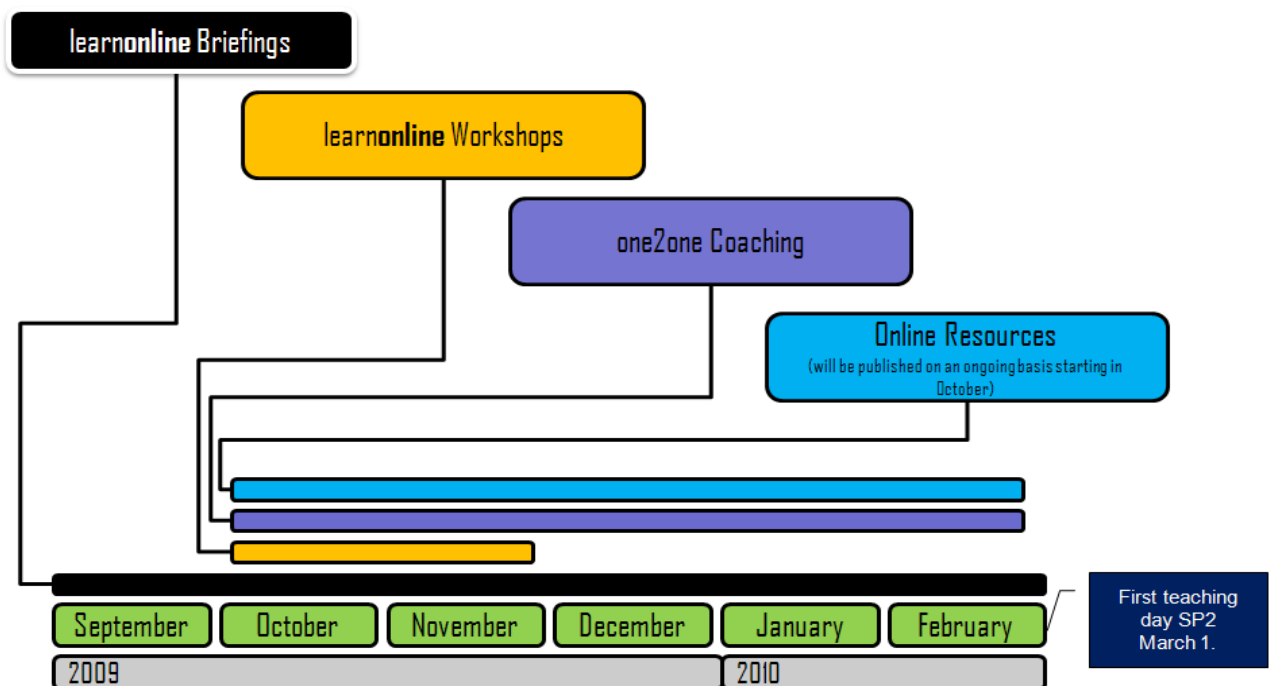 learnonline Briefings
learnonline Workshops
one2one Coaching
Online Resources
(will be published on an ongoing basis starting in
October)
September
October
November
December
January
February
2009
2010
First teaching
day SP2
March 1.